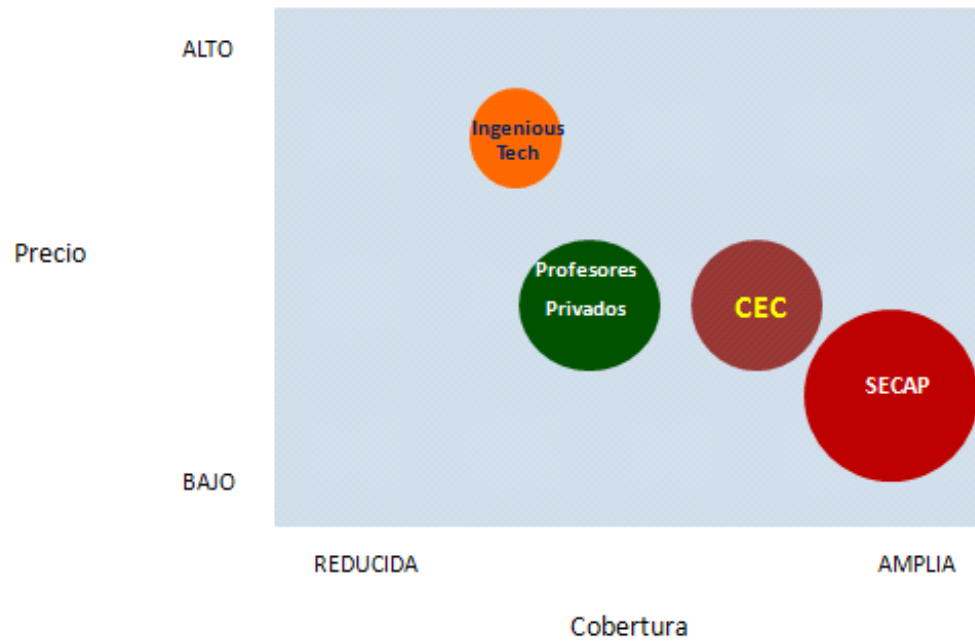 ALTO
Ingenious
Tech
Precio
Profesores
Privados
CEC
SECAP
BAJO
REDUCIDA
AMPLIA
Cobertura